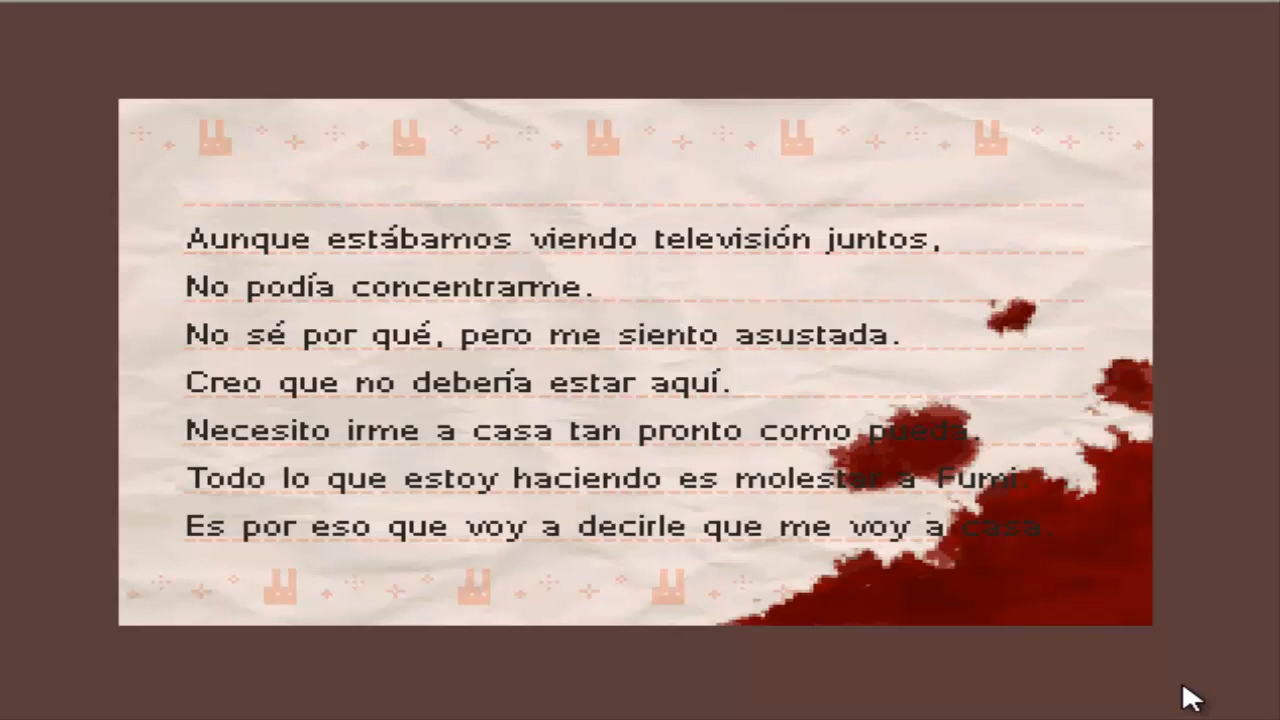 Aunque estábamos viendo televisión juntos,
No podía concentrarme.
No sé por qué, pero me siento asustada.
Creo que no debería estar aquí.
Necesito irme a casa tan pronto como pueda.
Todo lo que estoy haciendo es molestar a Fumi.
Es por eso que voy a decirle que me voy a casa.